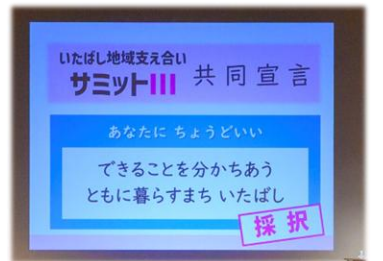 いたばし地域支え合い
サミットIII 共同宣言
あなたに ちょうどいい
できることを分かちあう
ともに暮らすまち いたばし
採択